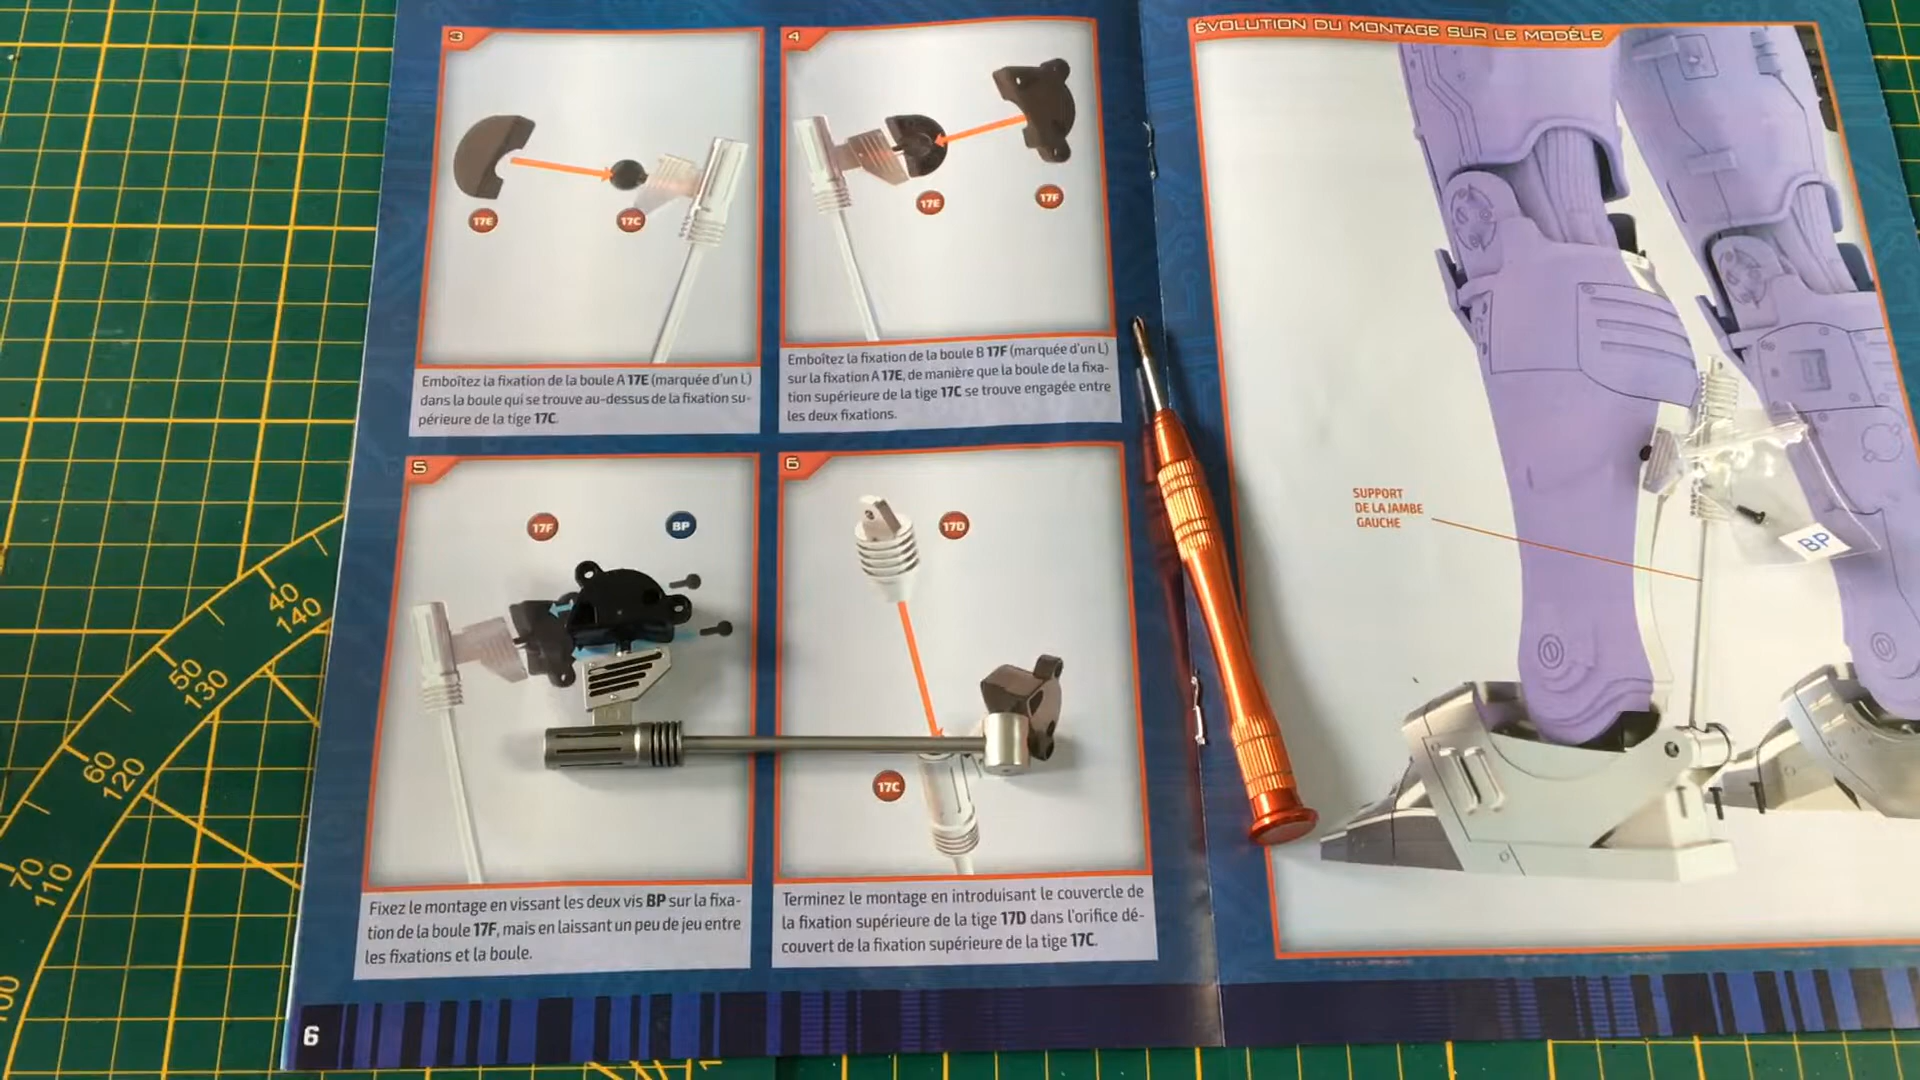 3
17E
17C
Emboîtez la fixation de la boule A 17E (marquée d'un L)
dans la boule qui se trouve au-dessus de la fixation su-
périeure de la tige 17C.
4
17E
17F
Emboîtez la fixation de la boule B 17F (marquée d'un L)
sur la fixation A 17E, de manière que la boule de la fixa-
tion supérieure de la tige 17C se trouve engagée entre
les deux fixations.
5
17F
BP
Fixez le montage en vissant les deux vis BP sur la fixa-
tion de la boule 17F, mais en laissant un peu de jeu entre
les fixations et la boule.
6
17D
17C
Terminez le montage en introduisant le couvercle de
la fixation supérieure de la tige 17D dans l'orifice dé-
couvert de la fixation supérieure de la tige 17C.
6
ÉVOLUTION DU MONTAGE SUR LE MODÈLE
SUPPORT
DE LA JAMBE
GAUCHE
BP
40
140
50
130
60
120
70
110